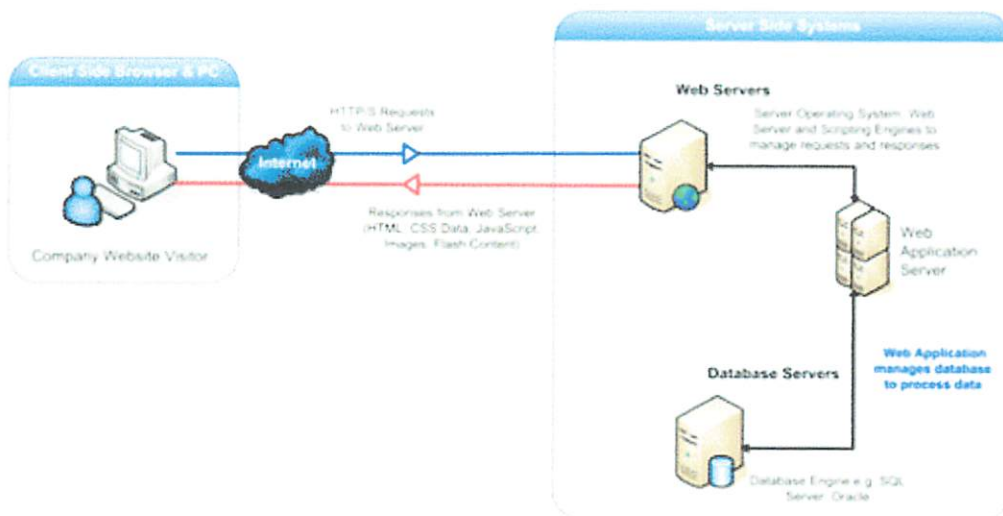 Server Side Systems
Client Side Browser & PC
Web Servers
HTTP/S Requests
to Web Server
Server Operating System, Web
Server and Scripting Engines to
manage requests and responses
Internet
Responses from Web Server
(HTML, CSS Data, JavaScript,
Images, Flash Content)
Company Website Visitor
Web
Application
Server
Web Application
manages database
to process data
Database Servers
Database Engine e.g. SQL
Server, Oracle